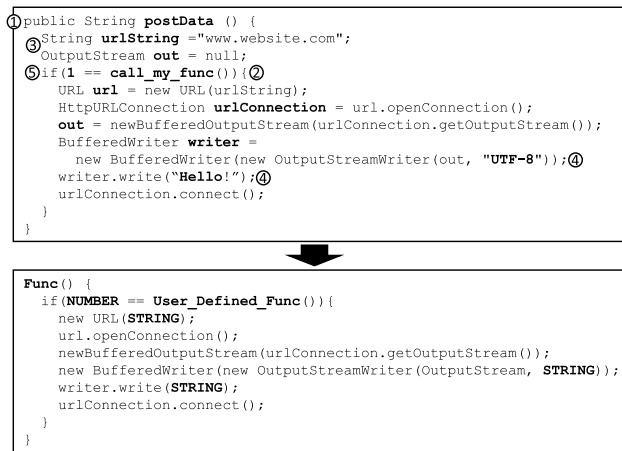 ①public String postData () {
③String urlString ="www.website.com";
OutputStream out = null;
⑤if(1 == call_my_func()){②
URL url = new URL(urlString);
HttpURLConnection urlConnection = url.openConnection();
out = newBufferedOutputStream(urlConnection.getOutputStream());
BufferedWriter writer =
new BufferedWriter(new OutputStreamWriter(out, "UTF-8"));④
writer.write(“Hello!”);④
urlConnection.connect();
}
}
Func() {
if(NUMBER == User_Defined_Func()){
new URL(STRING);
url.openConnection();
newBufferedOutputStream(urlConnection.getOutputStream());
new BufferedWriter(new OutputStreamWriter(OutputStream, STRING));
writer.write(STRING);
urlConnection.connect();
}
}